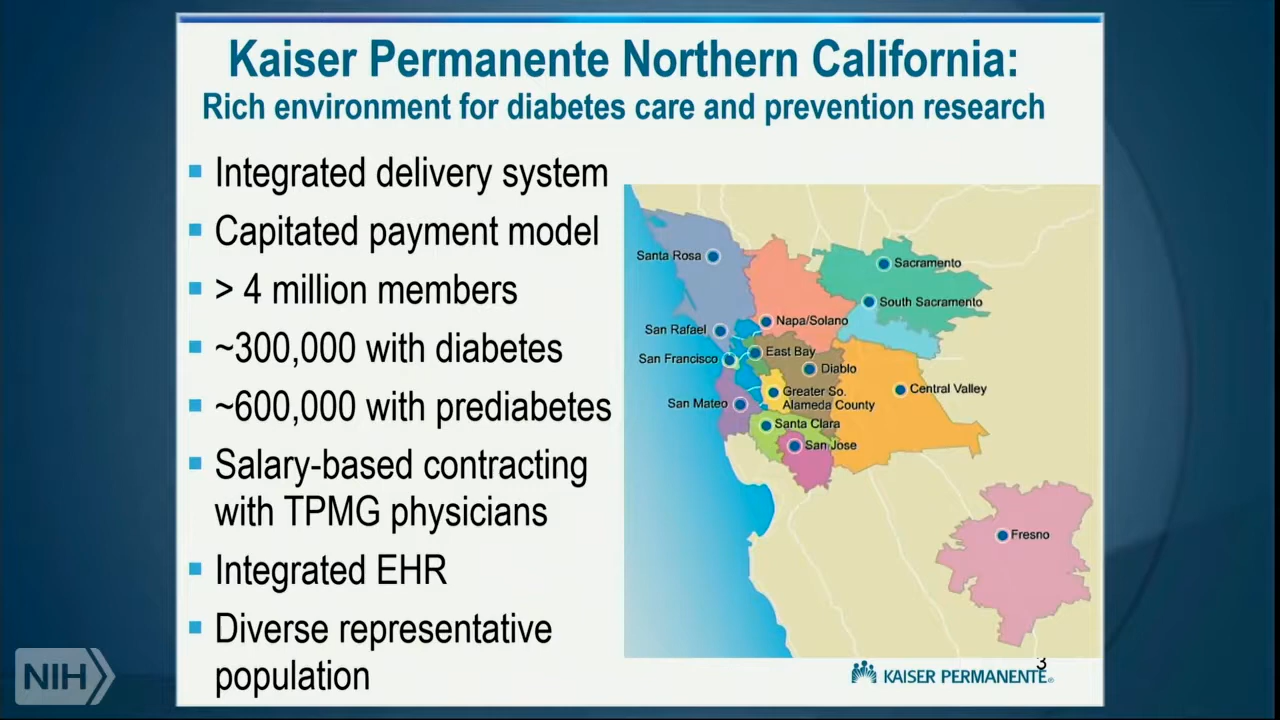 Kaiser Permanente Northern California:
Rich environment for diabetes care and prevention research
Integrated delivery system
Capitated payment model
> 4 million members
~300,000 with diabetes
~600,000 with prediabetes
Salary-based contracting
with TPMG physicians
Integrated EHR
Diverse representative
population
Santa Rosa
Sacramento
South Sacramento
Napa/Solano
San Rafael
East Bay
San Francisco
Diablo
Central Valley
Greater So.
Alameda County
San Mateo
Santa Clara
San Jose
Fresno
3
KAISER PERMANENTE®
NIH